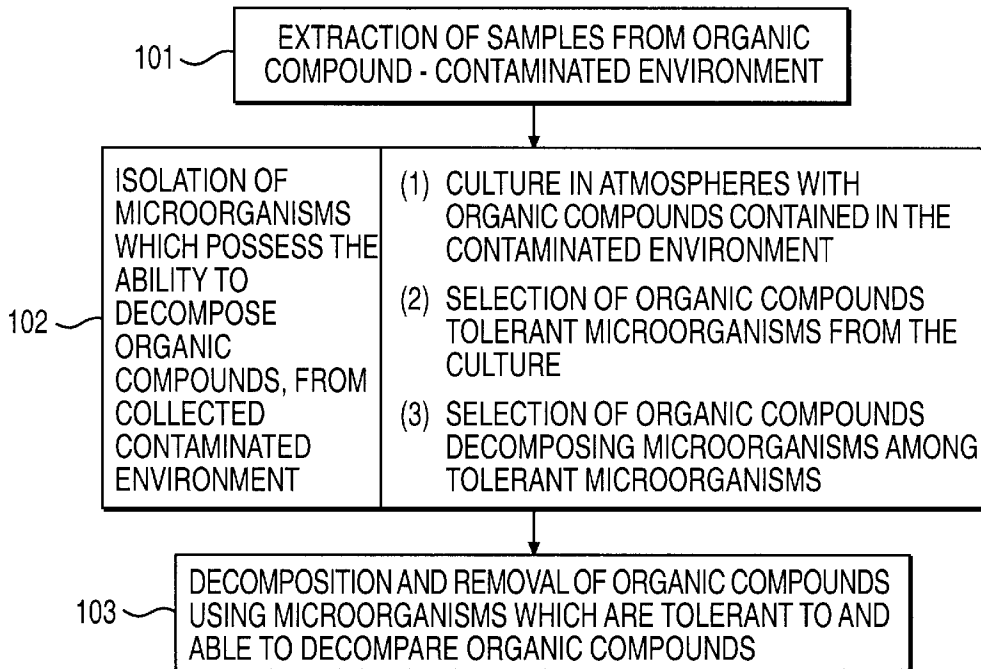 101
EXTRACTION OF SAMPLES FROM ORGANIC
COMPOUND - CONTAMINATED ENVIRONMENT
102
ISOLATION OF
MICROORGANISMS
WHICH POSSESS THE
ABILITY TO
DECOMPOSE
ORGANIC
COMPOUNDS, FROM
COLLECTED
CONTAMINATED
ENVIRONMENT
(1) CULTURE IN ATMOSPHERES WITH
ORGANIC COMPOUNDS CONTAINED IN THE
CONTAMINATED ENVIRONMENT
(2) SELECTION OF ORGANIC COMPOUNDS
TOLERANT MICROORGANISMS FROM THE
CULTURE
(3) SELECTION OF ORGANIC COMPOUNDS
DECOMPOSING MICROORGANISMS AMONG
TOLERANT MICROORGANISMS
103
DECOMPOSITION AND REMOVAL OF ORGANIC COMPOUNDS
USING MICROORGANISMS WHICH ARE TOLERANT TO AND
ABLE TO DECOMPARE ORGANIC COMPOUNDS